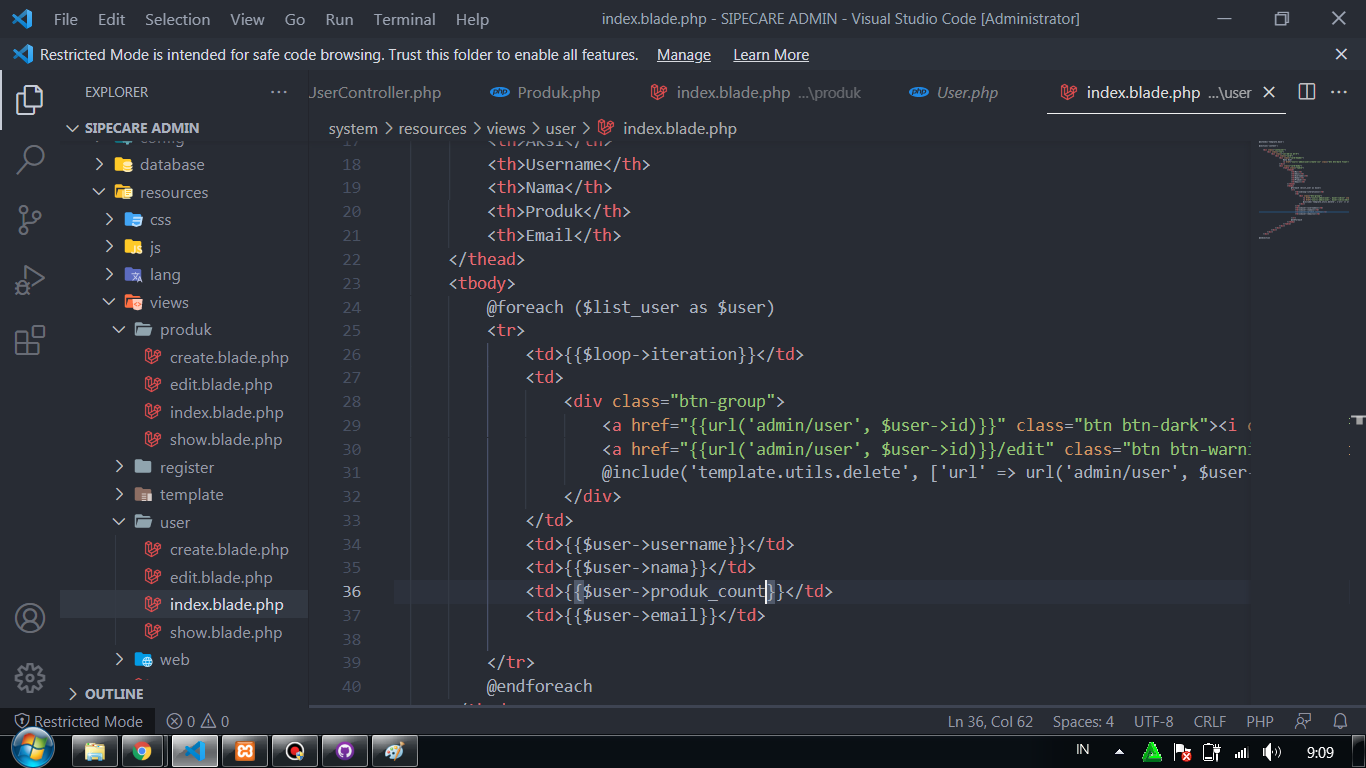 File Edit Selection View Go Run Terminal Help index.blade.php - SIPECARE ADMIN - Visual Studio Code [Administrator]
Restricted Mode is intended for safe code browsing. Trust this folder to enable all features. Manage Learn More
EXPLORER
UserController.php Produk.php index.blade.php ...\produk User.php index.blade.php ...\user
SIPECARE ADMIN
config
database
resources
css
js
lang
views
produk
create.blade.php
edit.blade.php
index.blade.php
show.blade.php
register
template
user
create.blade.php
edit.blade.php
index.blade.php
show.blade.php
web
OUTLINE
system > resources > views > user > index.blade.php
17 <th>Aksi</th>
18 <th>Username</th>
19 <th>Nama</th>
20 <th>Produk</th>
21 <th>Email</th>
22 </thead>
23 <tbody>
24 @foreach ($list_user as $user)
25 <tr>
26 <td>{{$loop->iteration}}</td>
27 <td>
28 <div class="btn-group">
29 <a href="{{url('admin/user', $user->id)}}" class="btn btn-dark"><i c
30 <a href="{{url('admin/user', $user->id)}}/edit" class="btn btn-warni
31 @include('template.utils.delete', ['url' => url('admin/user', $user-
32 </div>
33 </td>
34 <td>{{$user->username}}</td>
35 <td>{{$user->nama}}</td>
36 <td>{{$user->produk_count}}</td>
37 <td>{{$user->email}}</td>
38
39 </tr>
40 @endforeach
Restricted Mode 0 0 Ln 36, Col 62 Spaces: 4 UTF-8 CRLF PHP
IN 9:09